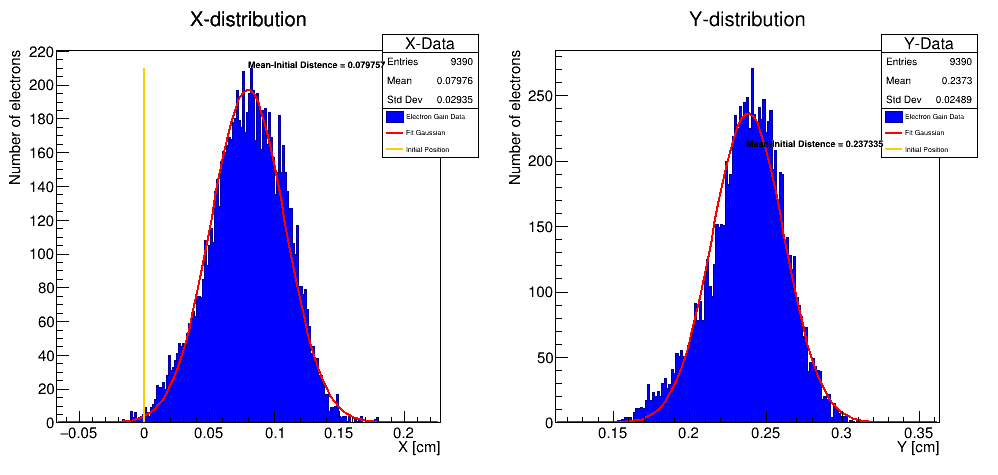 X-distribution
Number of electrons
220
200
180
160
140
120
100
80
60
40
20
0
−0.05
0
0.05
0.1
0.15
0.2
X [cm]
Mean-Initial Distence = 0.079757
X-Data
Entries 9390
Mean 0.07976
Std Dev 0.02935
Electron Gain Data
Fit Gaussian
Initial Position
Y-distribution
Number of electrons
250
200
150
100
50
0
0.15
0.2
0.25
0.3
0.35
Y [cm]
Mean-Initial Distence = 0.237335
Y-Data
Entries 9390
Mean 0.2373
Std Dev 0.02489
Electron Gain Data
Fit Gaussian
Initial Position